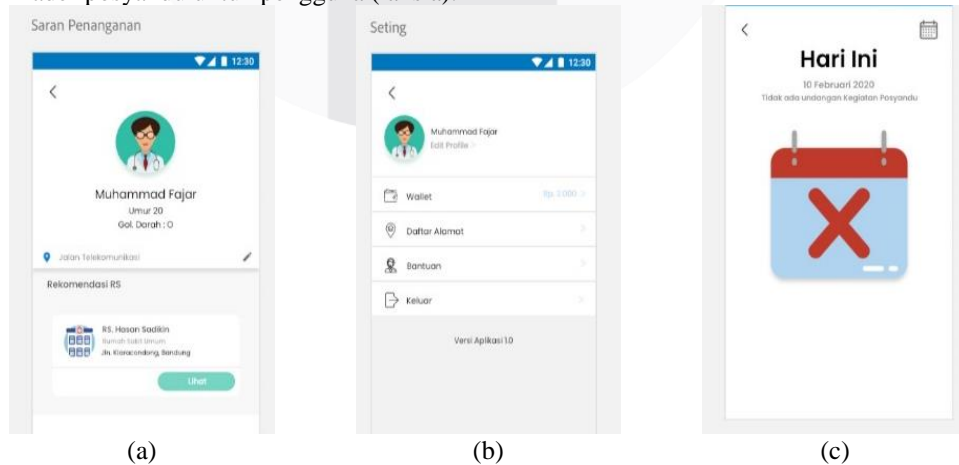 Saran Penanganan
12:30
Muhammad Fajar
Umur 20
Gol. Darah : O
Jalan Telekomunikasi
Rekomendasi RS
RS. Hasan Sadikin
Rumah Sakit Umum
Jln. Kiaracondong, Bandung
Lihat
(a)
Seting
12:30
Muhammad Fajar
Edit Profile >
Wallet
Rp. 2.000 >
Daftar Alamat >
Bantuan >
Keluar >
Versi Aplikasi 1.0
(b)
Hari Ini
10 Februari 2020
Tidak ada undangan Kegiatan Posyandu
(c)